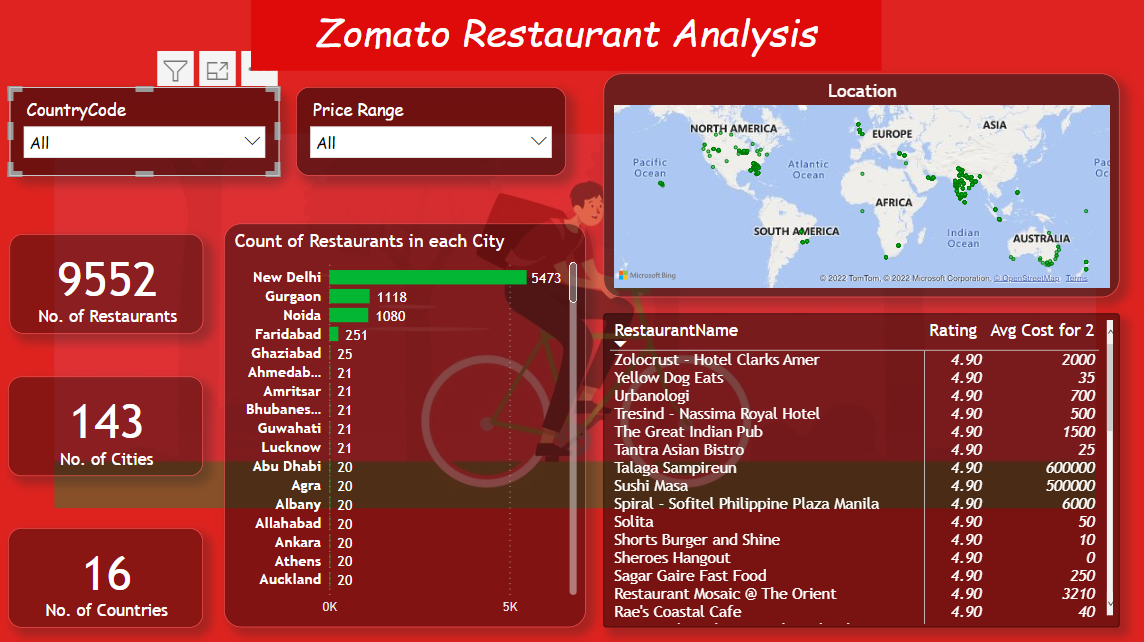 Zomato Restaurant Analysis
CountryCode
All
Price Range
All
Location
NORTH AMERICA
EUROPE
ASIA
Pacific
Ocean
Atlantic
Ocean
Pac
Oc
AFRICA
SOUTH AMERICA
Indian
Ocean
AUSTRALIA
Microsoft Bing
© 2022 TomTom, © 2022 Microsoft Corporation, © OpenStreetMap Terms
9552
No. of Restaurants
143
No. of Cities
16
No. of Countries
Count of Restaurants in each City
New Delhi 5473
Gurgaon 1118
Noida 1080
Faridabad 251
Ghaziabad 25
Ahmedab... 21
Amritsar 21
Bhubanes... 21
Guwahati 21
Lucknow 21
Abu Dhabi 20
Agra 20
Albany 20
Allahabad 20
Ankara 20
Athens 20
Auckland 20
0K 5K
RestaurantName Rating Avg Cost for 2
Zolocrust - Hotel Clarks Amer 4.90 2000
Yellow Dog Eats 4.90 35
Urbanologi 4.90 700
Tresind - Nassima Royal Hotel 4.90 500
The Great Indian Pub 4.90 1500
Tantra Asian Bistro 4.90 25
Talaga Sampireun 4.90 600000
Sushi Masa 4.90 500000
Spiral - Sofitel Philippine Plaza Manila 4.90 6000
Solita 4.90 50
Shorts Burger and Shine 4.90 10
Sheroes Hangout 4.90 0
Sagar Gaire Fast Food 4.90 250
Restaurant Mosaic @ The Orient 4.90 3210
Rae's Coastal Cafe 4.90 40